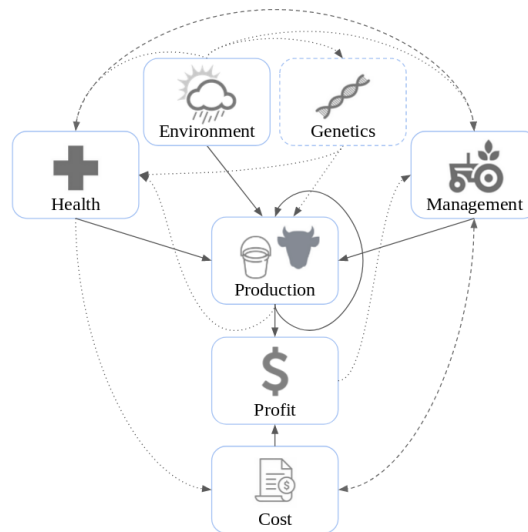 Environment
Genetics
Health
Management
Production
$
Profit
$
Cost